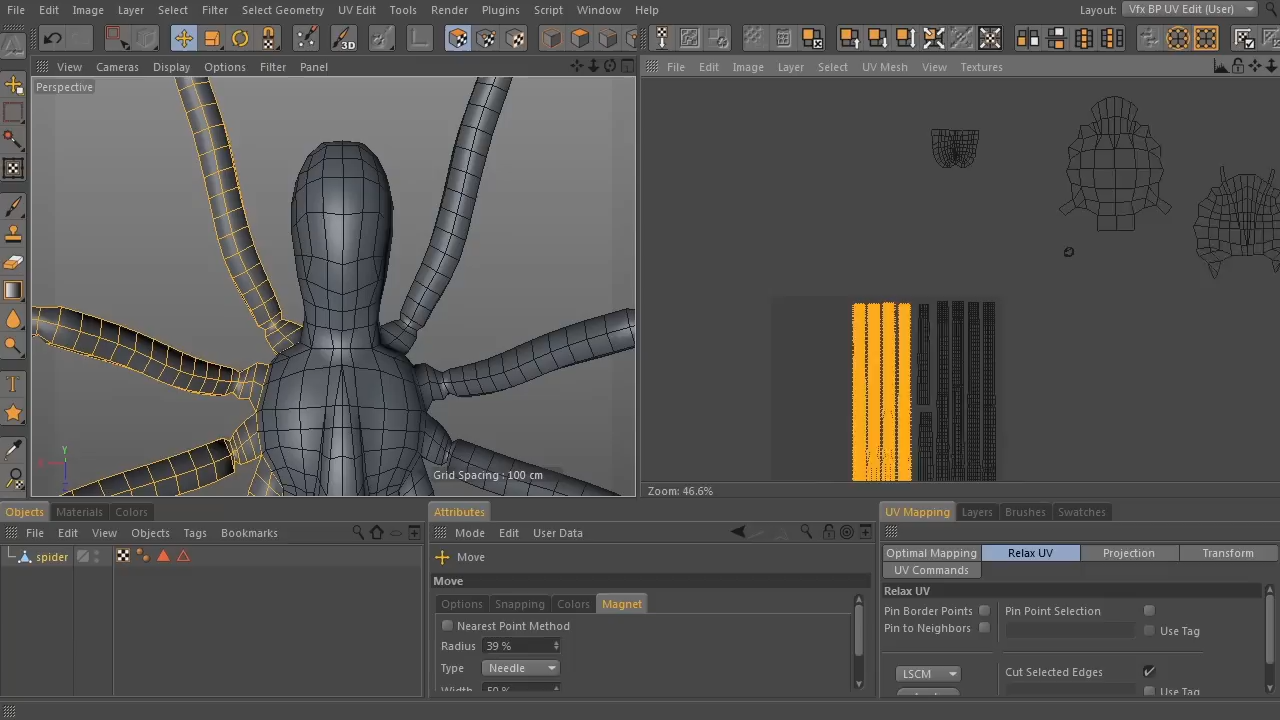 File Edit Image Layer Select Filter Select Geometry UV Edit Tools Render Plugins Script Window Help Layout: Vfx BP UV Edit (User)
3D
View Cameras Display Options Filter Panel
File Edit Image Layer Select UV Mesh View Textures
Perspective
Y
Grid Spacing : 100 cm
Zoom: 46.6%
Objects Materials Colors
Attributes
UV Mapping Layers Brushes Swatches
File Edit View Objects Tags Bookmarks
Mode Edit User Data
spider
Move
Optimal Mapping Relax UV Projection Transform
UV Commands
Move
Relax UV
Options Snapping Colors Magnet
Pin Border Points Pin Point Selection
Nearest Point Method
Pin to Neighbors Use Tag
Radius 39 %
Type Needle
LSCM Cut Selected Edges
Width 50 %
Use Tag